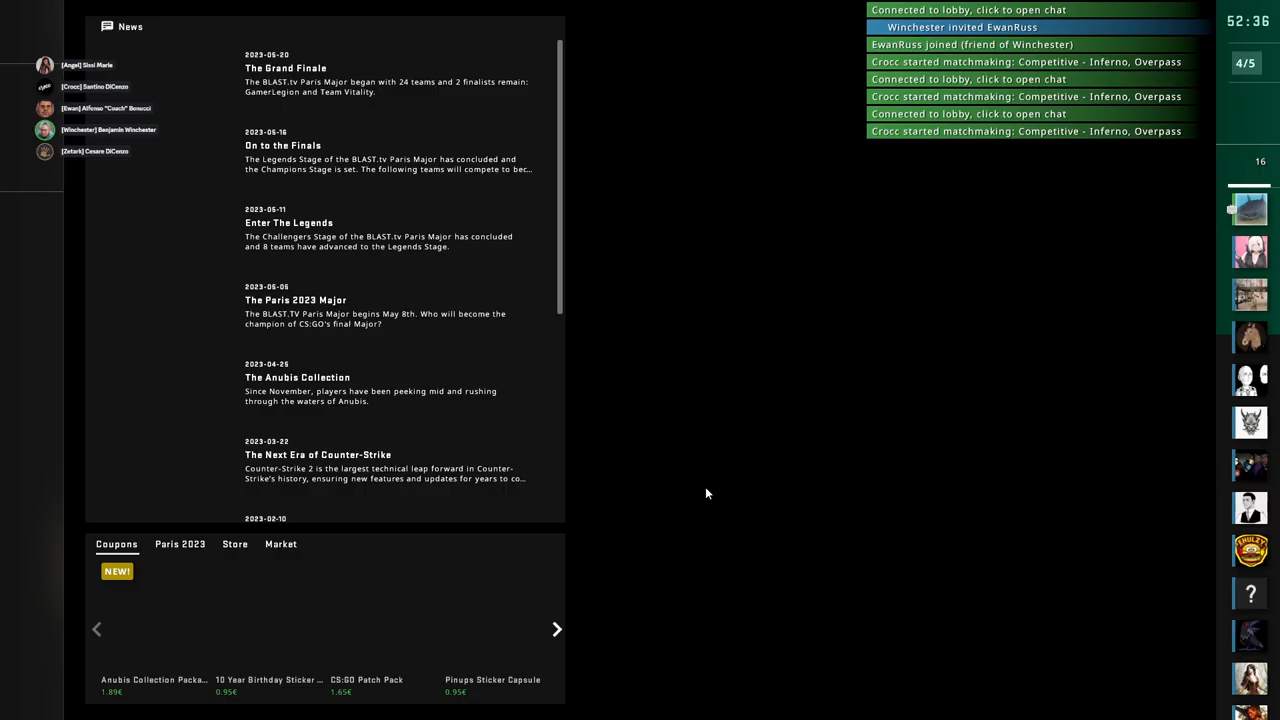 News
2023-05-20
The Grand Finale
The BLAST.tv Paris Major began with 24 teams and 2 finalists remain:
GamerLegion and Team Vitality.
2023-05-16
On to the Finals
The Legends Stage of the BLAST.tv Paris Major has concluded and
the Champions Stage is set. The following teams will compete to bec...
2023-05-11
Enter The Legends
The Challengers Stage of the BLAST.tv Paris Major has concluded
and 8 teams have advanced to the Legends Stage.
2023-05-05
The Paris 2023 Major
The BLAST.TV Paris Major begins May 8th. Who will become the
champion of CS:GO's final Major?
2023-04-25
The Anubis Collection
Since November, players have been peeking mid and rushing
through the waters of Anubis.
2023-03-22
The Next Era of Counter-Strike
Counter-Strike 2 is the largest technical leap forward in Counter-
Strike's history, ensuring new features and updates for years to co...
2023-02-10
[Angel] Sissi Marie
[Crocc] Santino DiCenzo
[Ewan] Alfonso "Coach" Bonucci
[Winchester] Benjamin Winchester
[Zetark] Cesare DiCenzo
Coupons Paris 2023 Store Market
NEW!
Anubis Collection Packa... 10 Year Birthday Sticker ... CS:GO Patch Pack Pinups Sticker Capsule
1.89€ 0.95€ 1.65€ 0.95€
Connected to lobby, click to open chat
Winchester invited EwanRuss
EwanRuss joined (friend of Winchester)
Crocc started matchmaking: Competitive - Inferno, Overpass
Connected to lobby, click to open chat
Crocc started matchmaking: Competitive - Inferno, Overpass
Connected to lobby, click to open chat
Crocc started matchmaking: Competitive - Inferno, Overpass
52:36
4/5
16
?